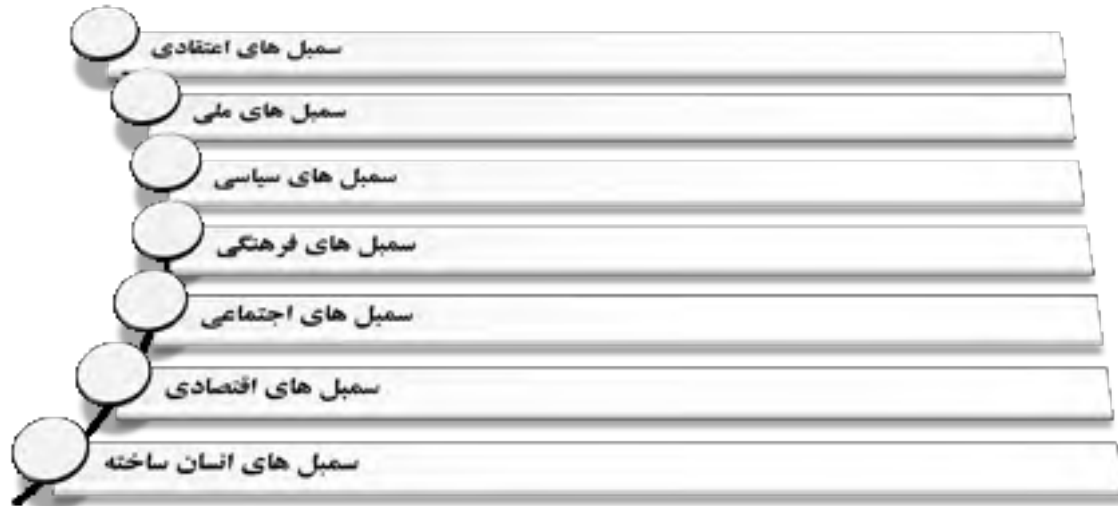 سمبل های اعتقادی
سمبل های ملی
سمبل های سیاسی
سمبل های فرهنگی
سمبل های اجتماعی
سمبل های اقتصادی
سمبل های انسان ساخته